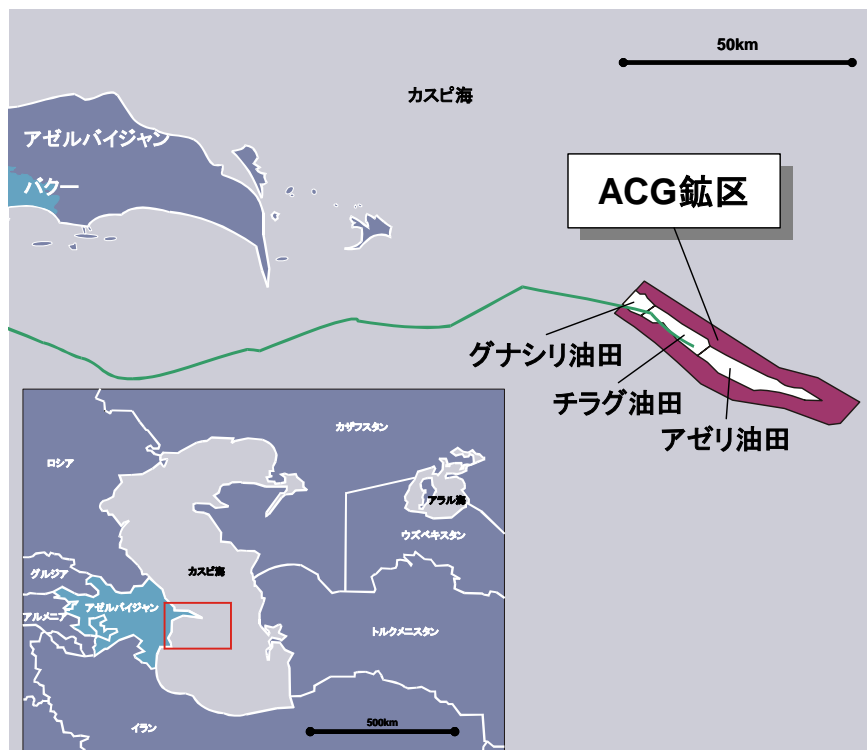 50km
カスピ海
アゼルバイジャン
バクー
ACG鉱区
グナシリ油田
チラグ油田
アゼリ油田
カザフスタン
ロシア
アラル海
ウズベキスタン
カスピ海
グルジア
アゼルバイジャン
アルメニア
トルクメニスタン
イラン
500km